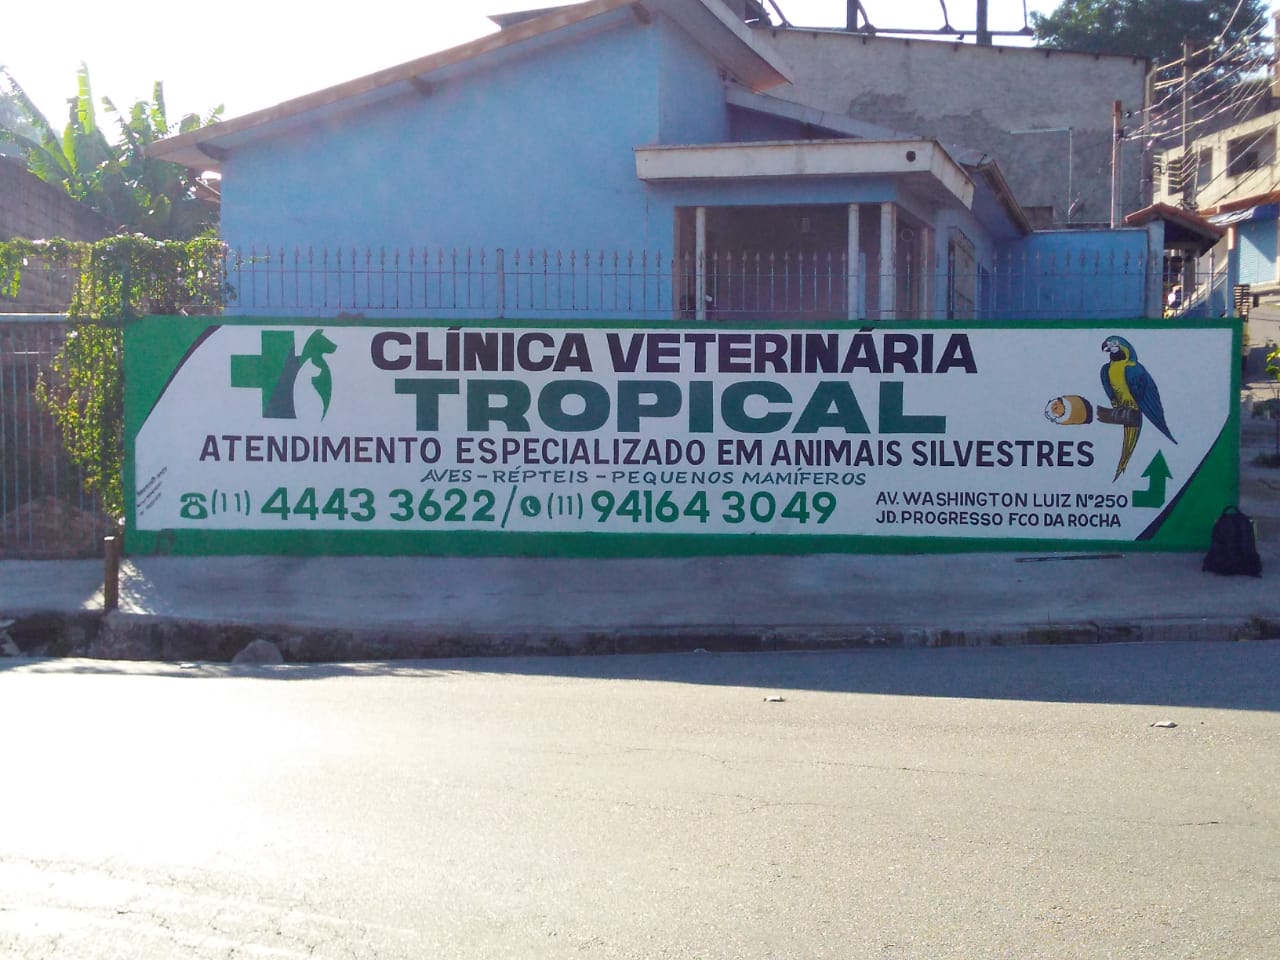 CLÍNICA VETERINÁRIA
TROPICAL
ATENDIMENTO ESPECIALIZADO EM ANIMAIS SILVESTRES
AVES-RÉPTEIS-PEQUENOS MAMÍFEROS
(11) 4443 3622/ (11) 94164 3049
AV. WASHINGTON LUIZ Nº250
JD. PROGRESSO FCO DA ROCHA